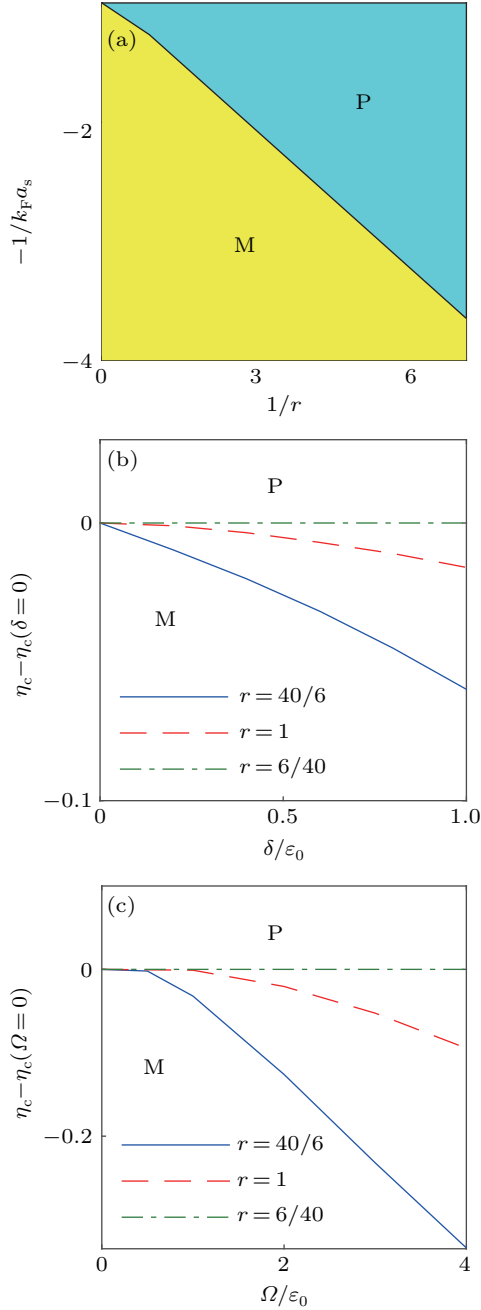 (a)
P
−2
−1/k_F a_s
M
−4
0 3 6
1/r
(b)
P
0
η_c−η_c(δ=0)
M
r=40/6
r=1
r=6/40
−0.1
0 0.5 1.0
δ/ε_0
(c)
P
0
η_c−η_c(Ω=0)
M
−0.2
r=40/6
r=1
r=6/40
0 2 4
Ω/ε_0